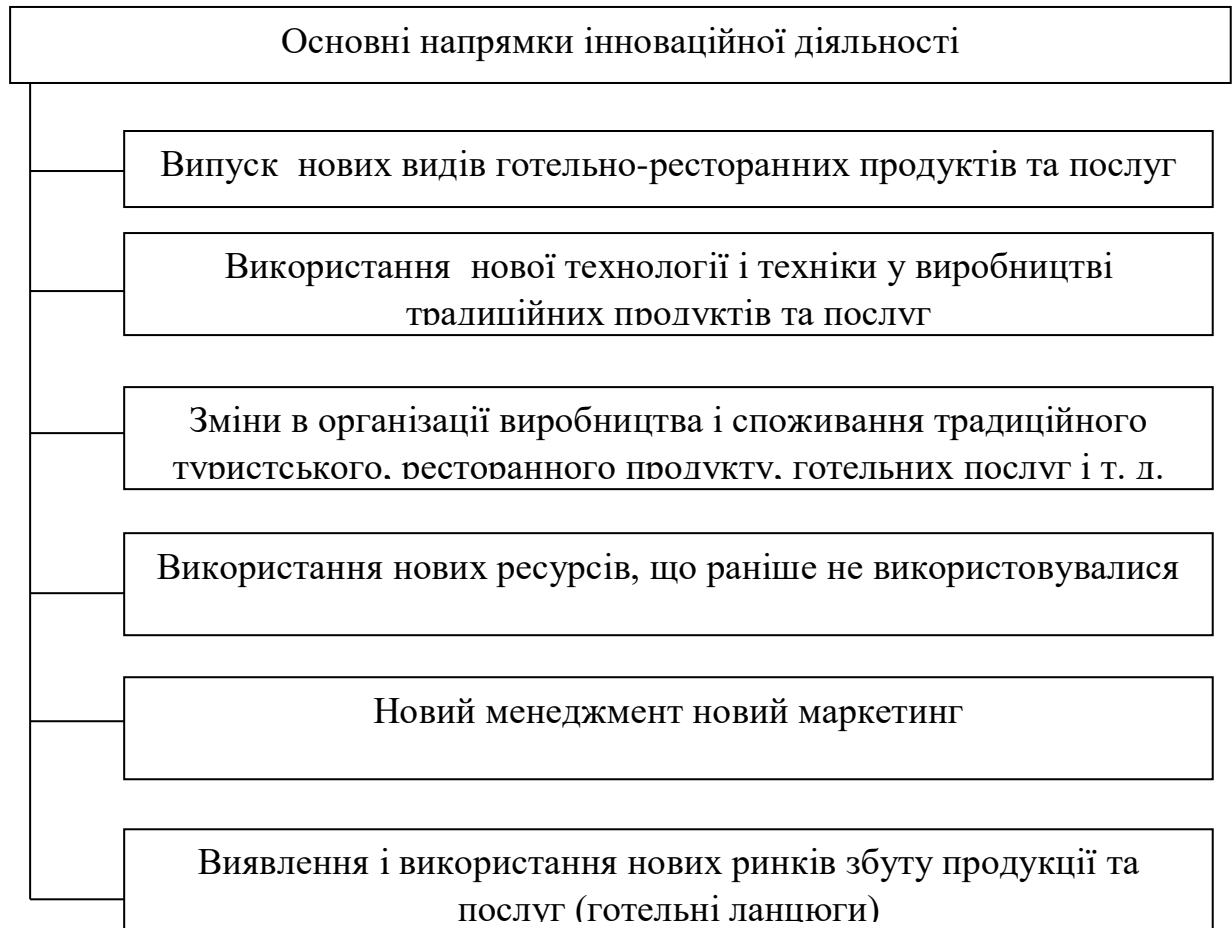 Основні напрямки інноваційної діяльності
Випуск нових видів готельно-ресторанних продуктів та послуг
Використання нової технології і техніки у виробництві
традиційних продуктів та послуг
Зміни в організації виробництва і споживання традиційного
туристського, ресторанного продукту, готельних послуг і т. д.
Використання нових ресурсів, що раніше не використовувалися
Новий менеджмент новий маркетинг
Виявлення і використання нових ринків збуту продукції та
послуг (готельні ланцюги)